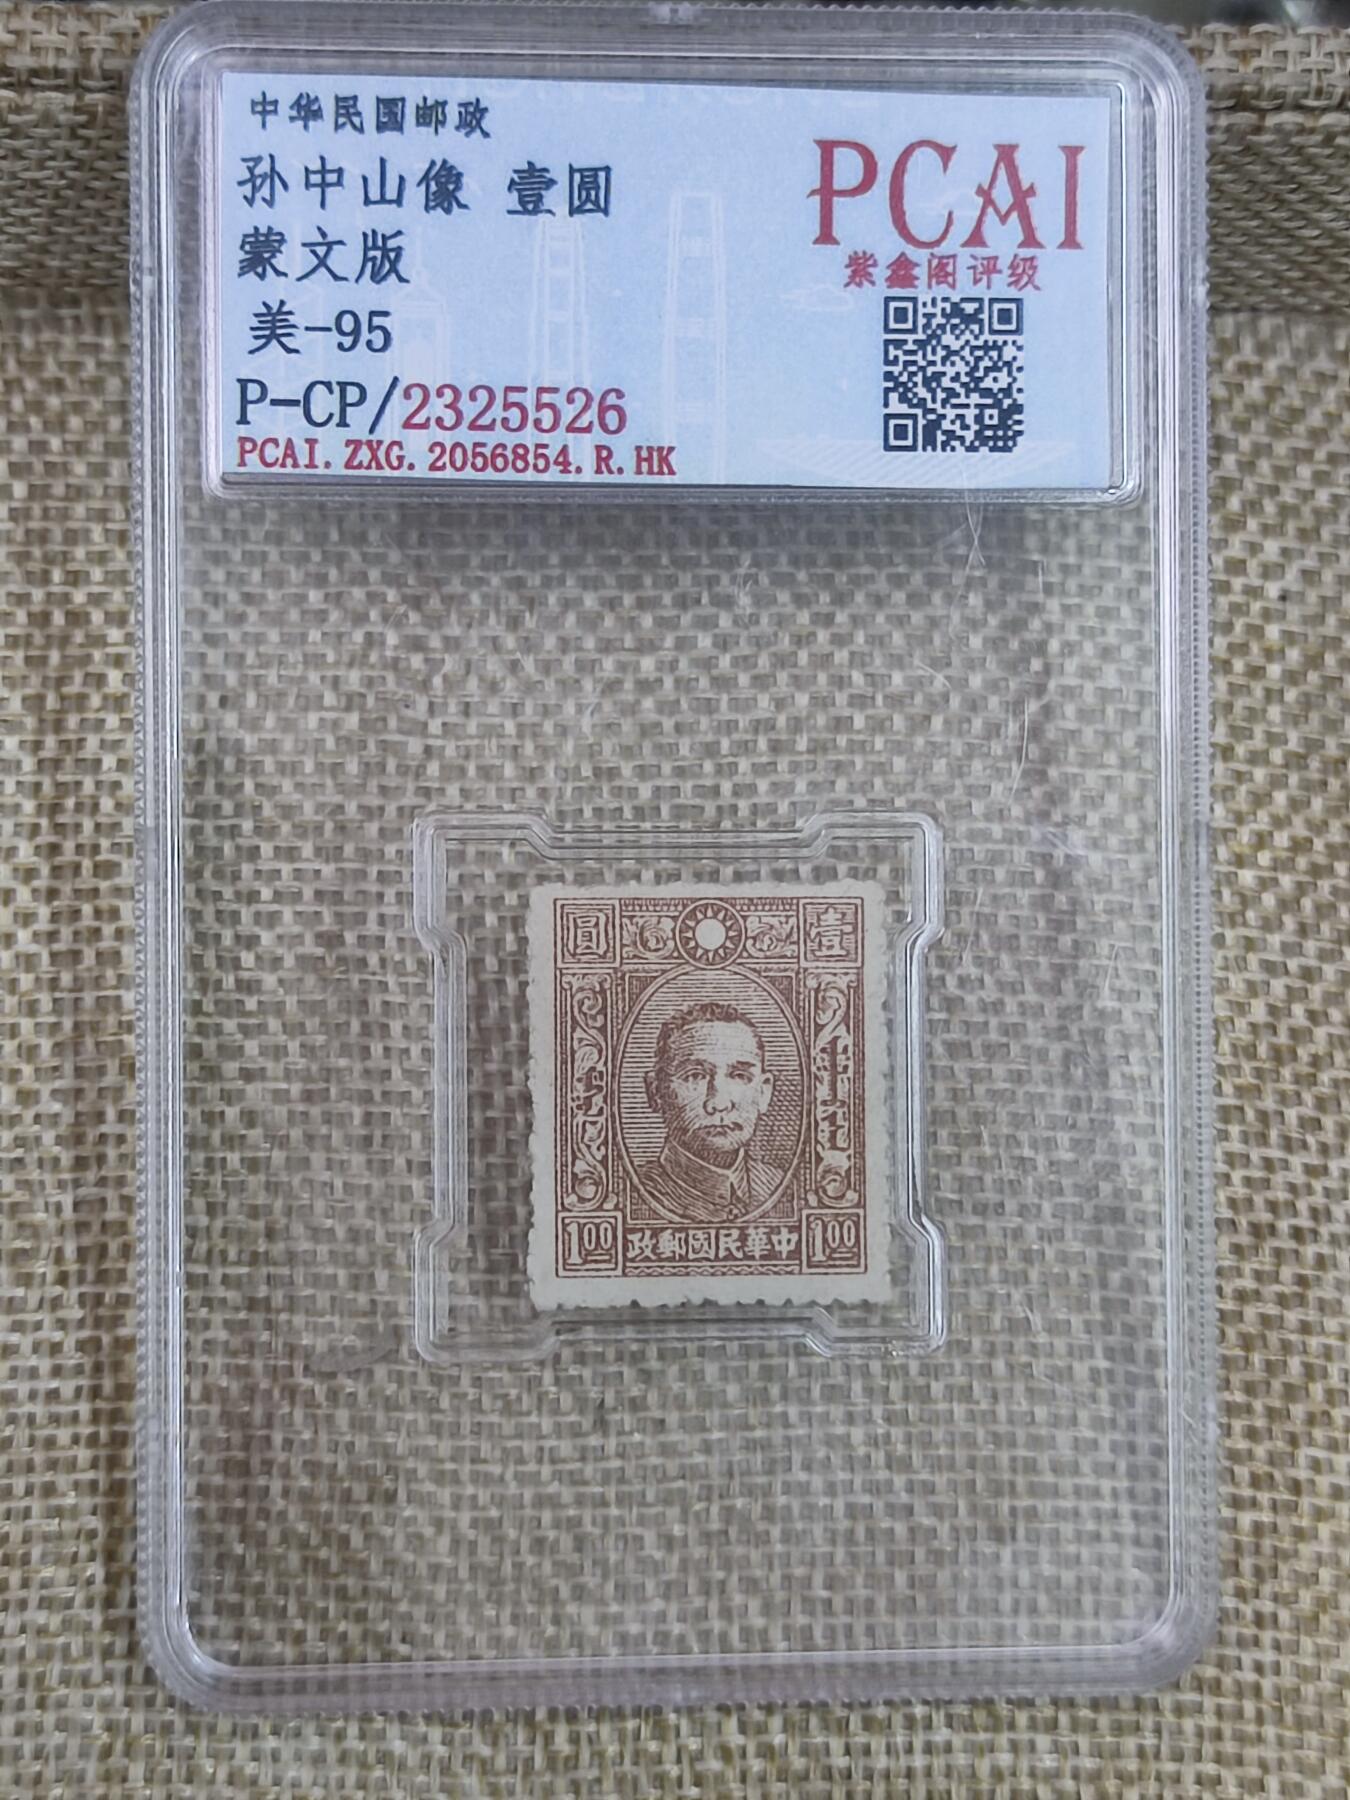 中华民国邮政
孙中山像 壹圆
蒙文版
美-95
P-CP/2325526
PCAI.ZXG.2056854.R.HK
PCAI
紫鑫阁评级
圓 壹
1.00 政郵國民華中 1.00